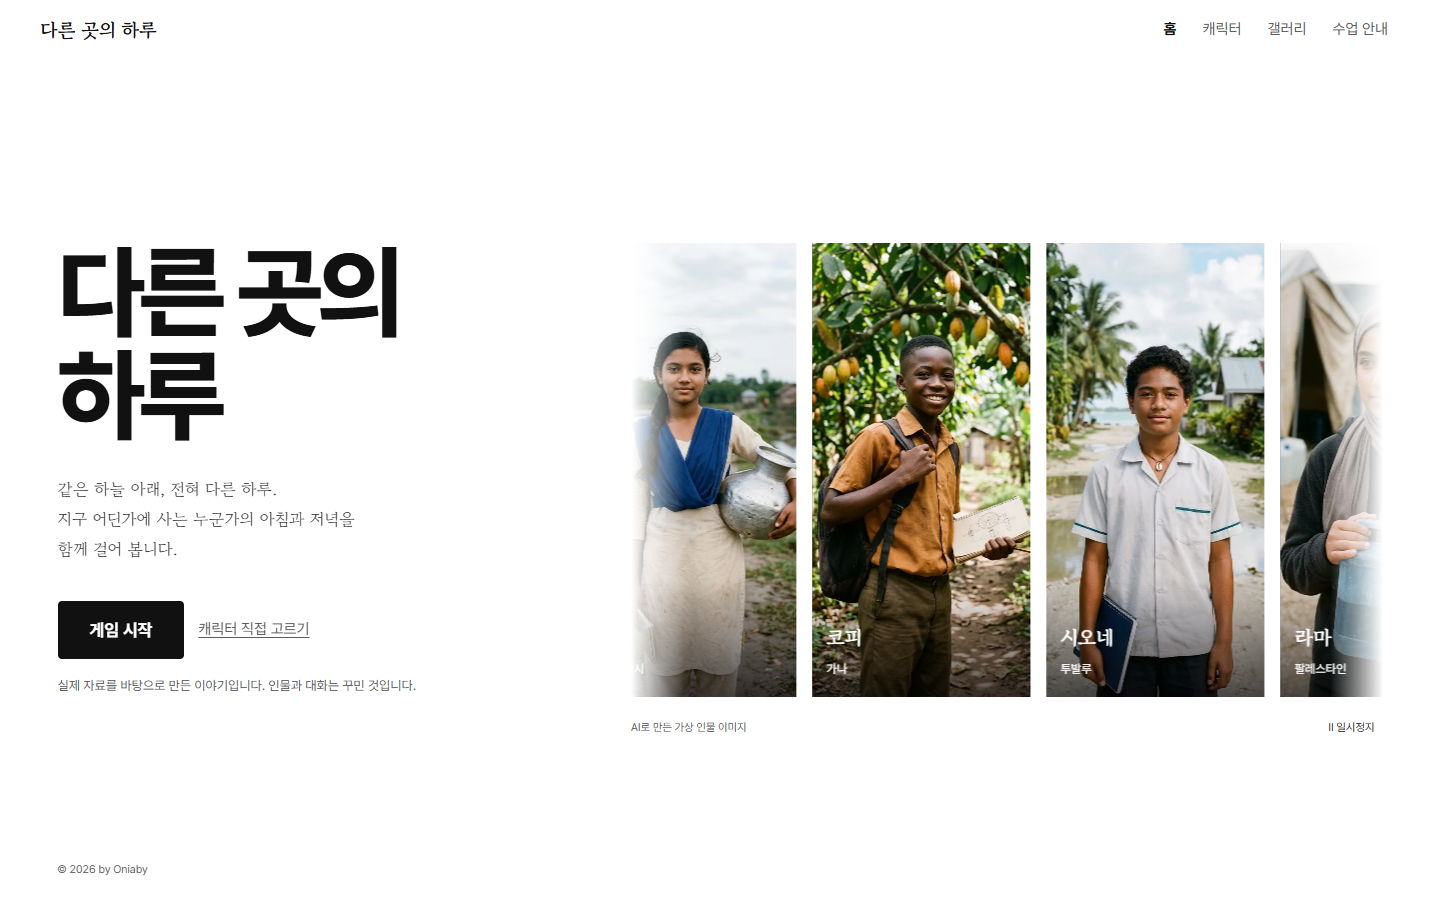 다른 곳의 하루
홈 캐릭터 갤러리 수업 안내
다른 곳의
하루
같은 하늘 아래, 전혀 다른 하루.
지구 어딘가에 사는 누군가의 아침과 저녁을
함께 걸어 봅니다.
게임 시작 캐릭터 직접 고르기
실제 자료를 바탕으로 만든 이야기입니다. 인물과 대화는 꾸민 것입니다.
시
코피
가나
시오네
투발루
라마
팔레스타인
AI로 만든 가상 인물 이미지
II 일시정지
© 2026 by Oniaby